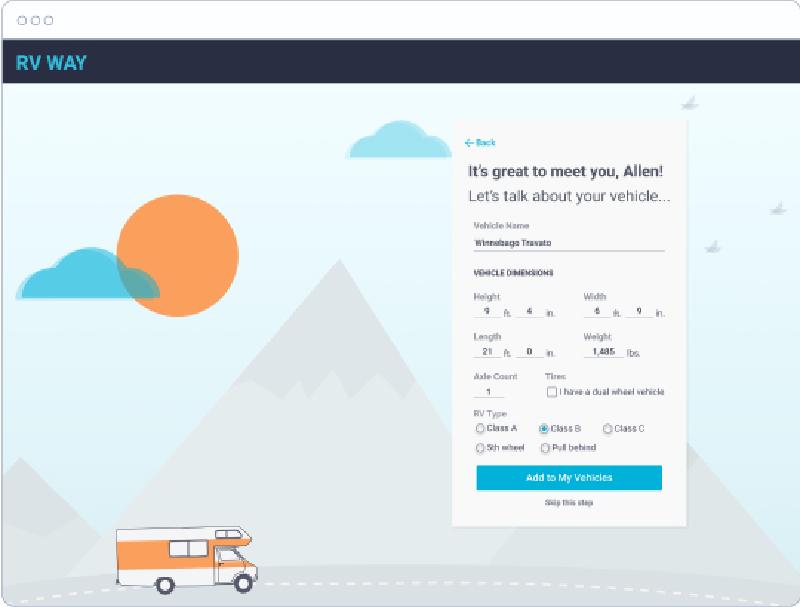 RV WAY
Back
It's great to meet you, Allen!
Let's talk about your vehicle...
Vehicle Name
Winnebago Travato
VEHICLE DIMENSIONS
Height Width
9 ft. 4 in. 6 ft. 9 in.
Length Weight
21 ft. 0 in. 1,485 lbs.
Axle Count Tires
1 I have a dual wheel vehicle
RV Type
Class A Class B Class C
5th wheel Pull behind
Add to My Vehicles
Skip this step